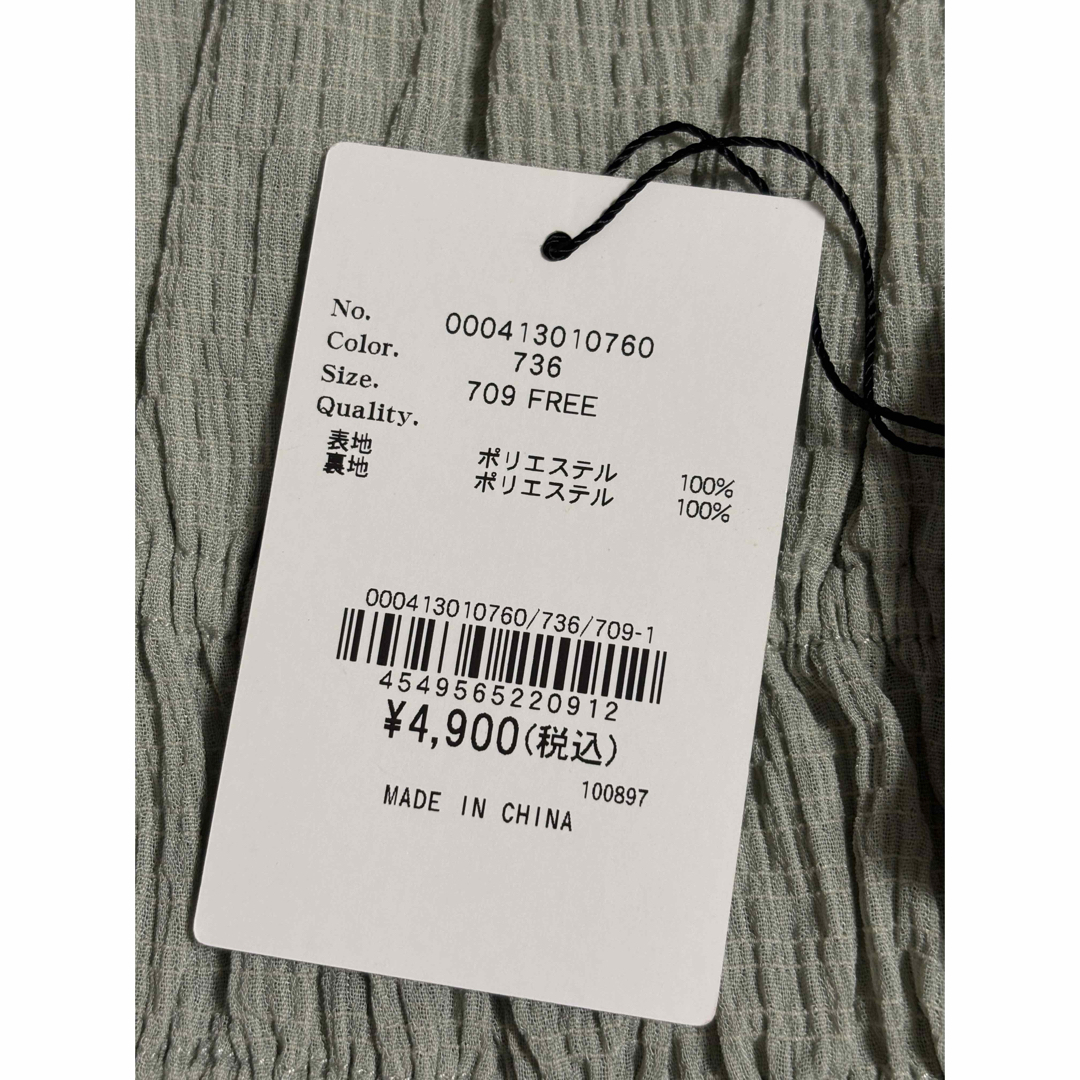 No. 000413010760
Color. 736
Size. 709 FREE
Quality.
表地 ポリエステル 100%
裏地 ポリエステル 100%
000413010760/736/709-1
4549565220912
¥4,900(税込)
100897
MADE IN CHINA